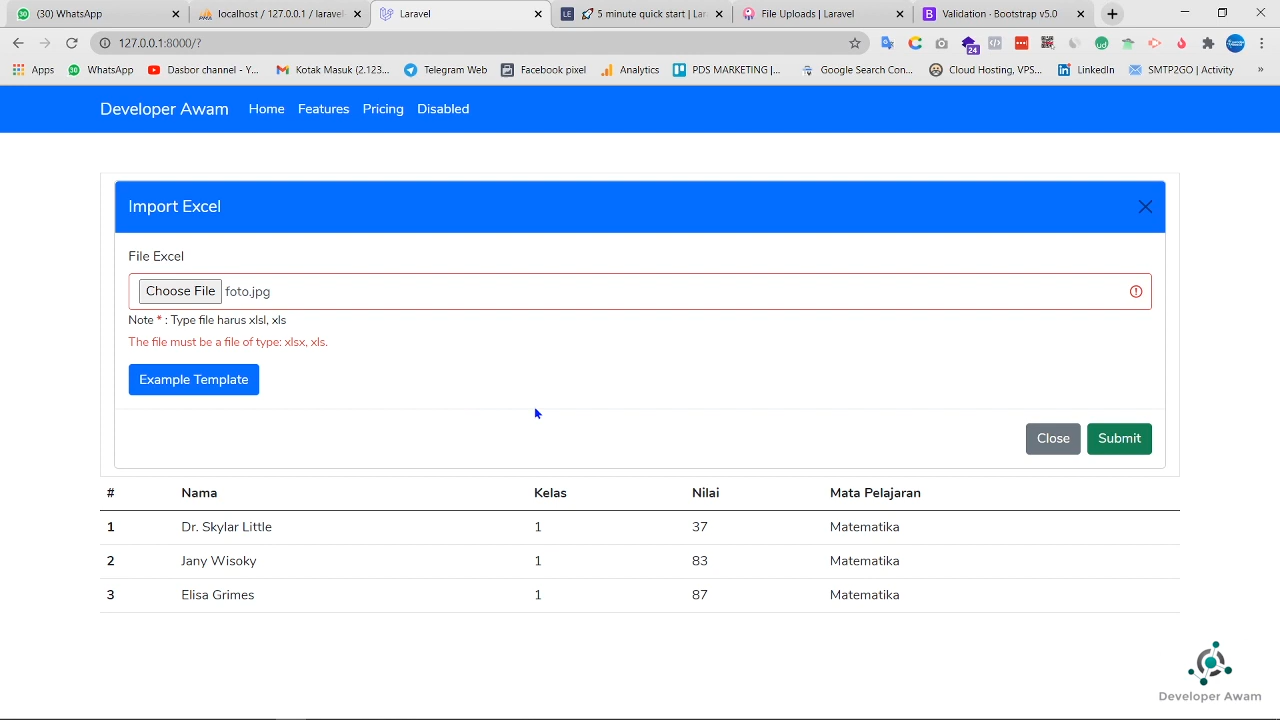 (30) WhatsApp
localhost / 127.0.0.1 / laravel
Laravel
5 minute quick start | Lar
File Uploads | Laravel
Validation · Bootstrap v5.0
127.0.0.1:8000/?
24
Apps
WhatsApp
Dasbor channel - Y...
Kotak Masuk (2.123...
Telegram Web
Facebook pixel
Analytics
PDS MARKETING |...
Google Search Con...
Cloud Hosting, VPS...
LinkedIn
SMTP2GO | Activity
»
Developer Awam
Home
Features
Pricing
Disabled
Import Excel
File Excel
Choose File foto.jpg
Note * : Type file harus xlsl, xls
The file must be a file of type: xlsx, xls.
Example Template
Close
Submit
# Nama Kelas Nilai Mata Pelajaran
1 Dr. Skylar Little 1 37 Matematika
2 Jany Wisoky 1 83 Matematika
3 Elisa Grimes 1 87 Matematika
Developer Awam